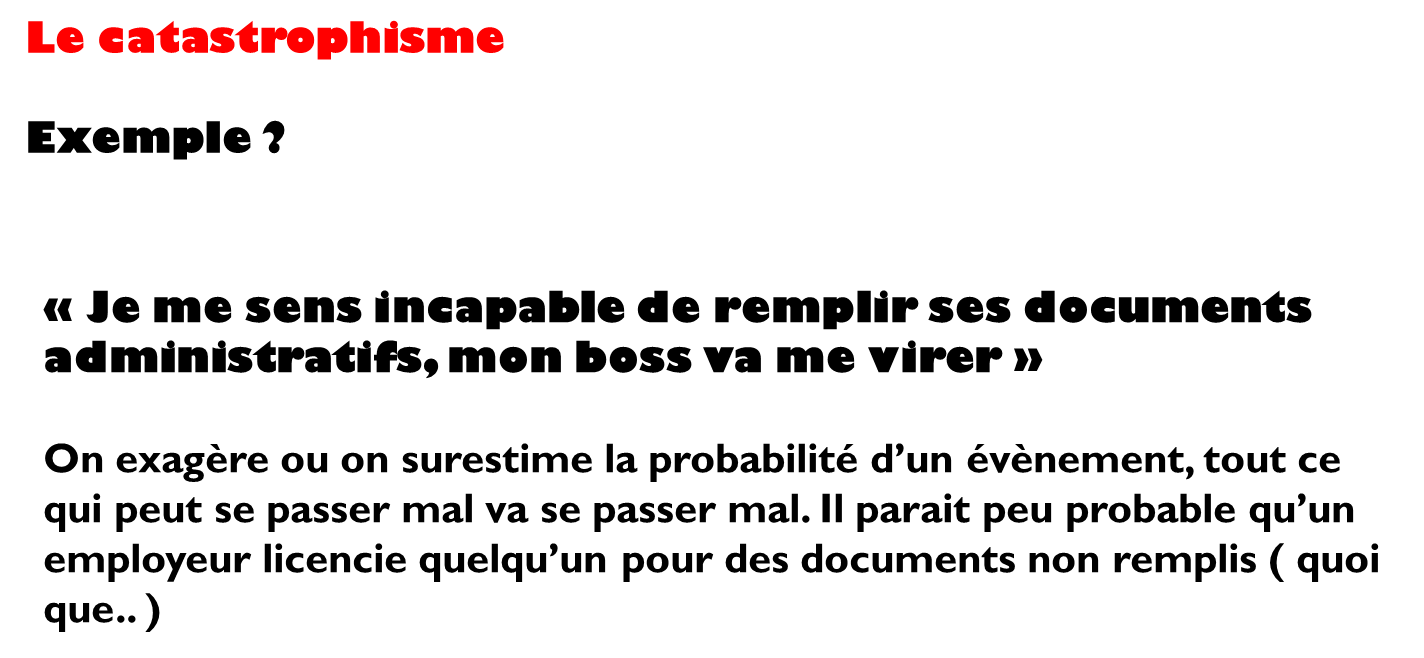 Le catastrophisme
Exemple ?
« Je me sens incapable de remplir ses documents
administratifs, mon boss va me virer »
On exagère ou on surestime la probabilité d’un évènement, tout ce
qui peut se passer mal va se passer mal. Il parait peu probable qu’un
employeur licencie quelqu’un pour des documents non remplis ( quoi
que.. )